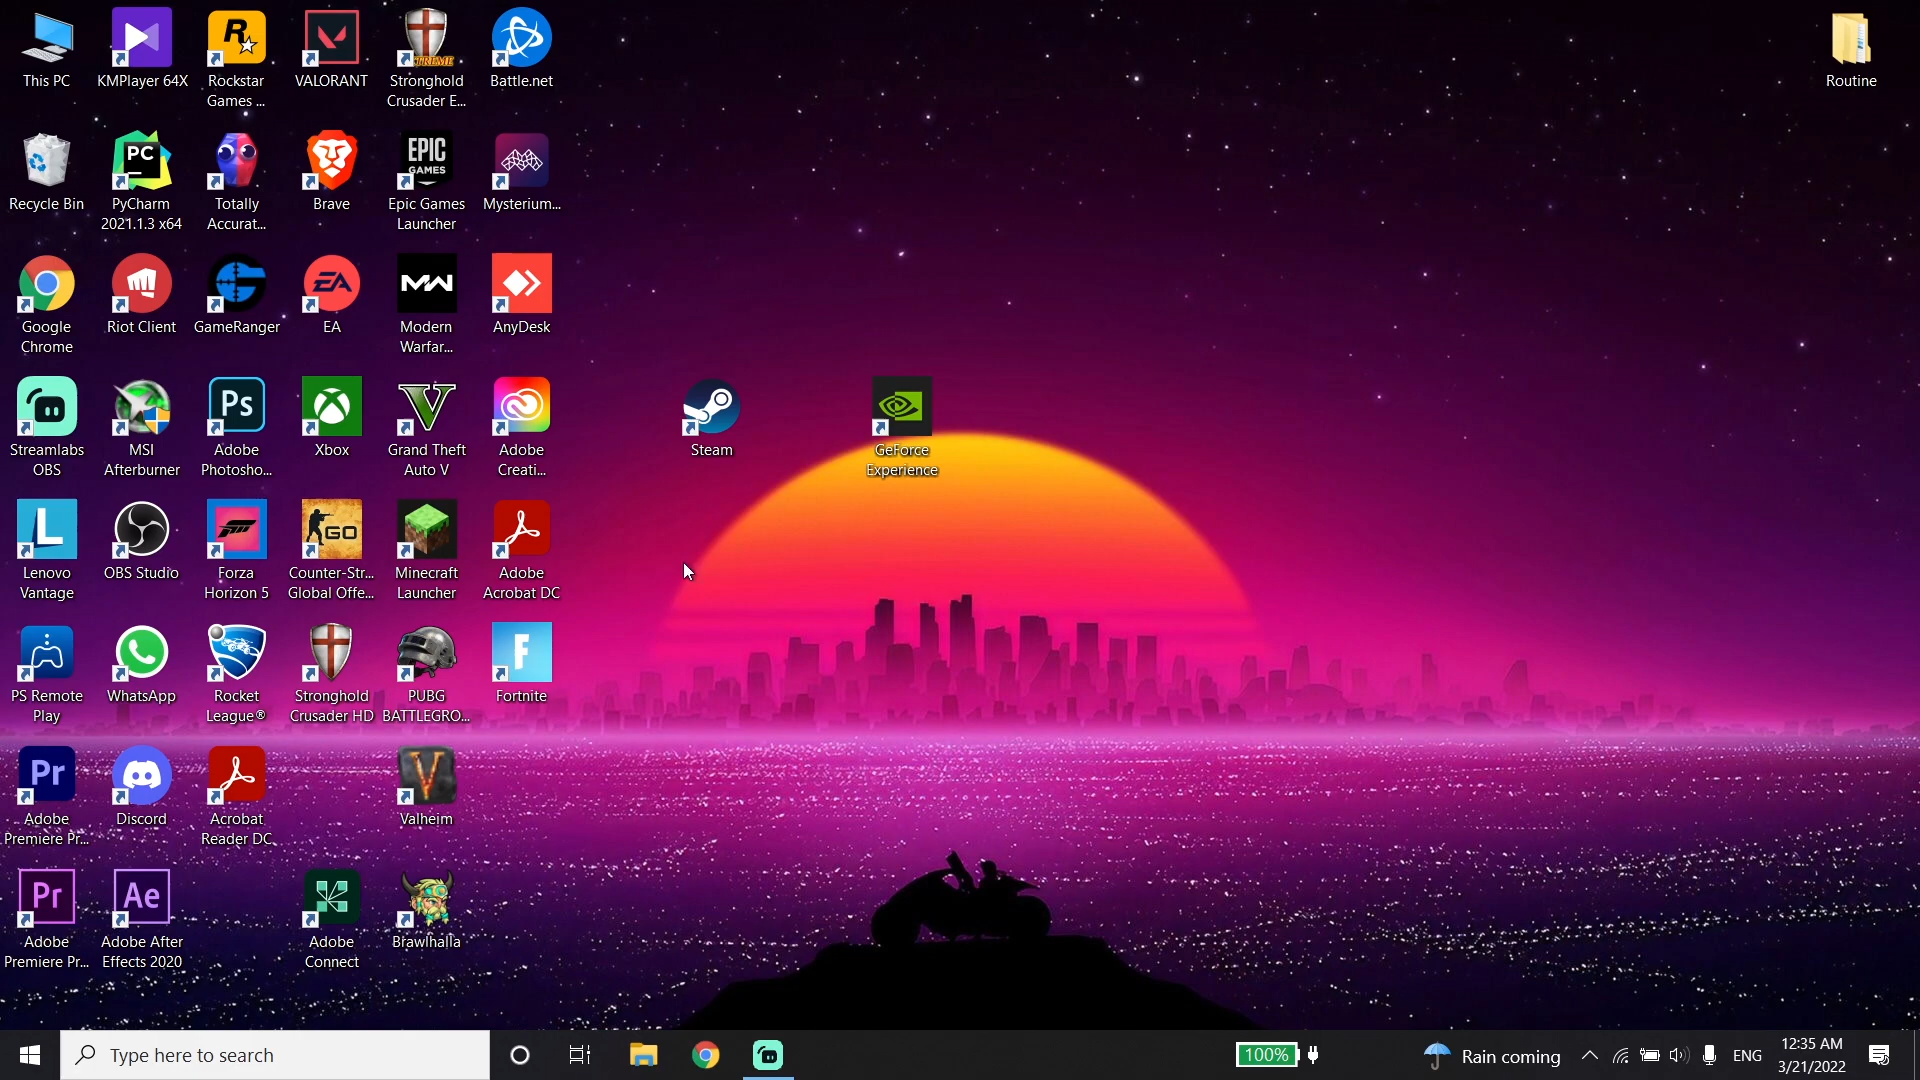 This PC
KMPlayer 64X
Rockstar
Games ...
VALORANT
Stronghold
Crusader E...
Battle.net
Routine
Recycle Bin
PyCharm
2021.1.3 x64
Totally
Accurat...
Brave
Epic Games
Launcher
Mysterium...
Google
Chrome
Riot Client
GameRanger
EA
Modern
Warfar...
AnyDesk
Streamlabs
OBS
MSI
Afterburner
Adobe
Photosho...
Xbox
Grand Theft
Auto V
Adobe
Creati...
Steam
GeForce
Experience
Lenovo
Vantage
OBS Studio
Forza
Horizon 5
Counter-Str...
Global Offe...
Minecraft
Launcher
Adobe
Acrobat DC
PS Remote
Play
WhatsApp
Rocket
League®
Stronghold
Crusader HD
PUBG
BATTLEGRO...
Fortnite
Adobe
Premiere Pr...
Discord
Acrobat
Reader DC
Valheim
Adobe
Premiere Pr...
Adobe After
Effects 2020
Adobe
Connect
Brawlhalla
Type here to search
100%
Rain coming
ENG
12:35 AM
3/21/2022